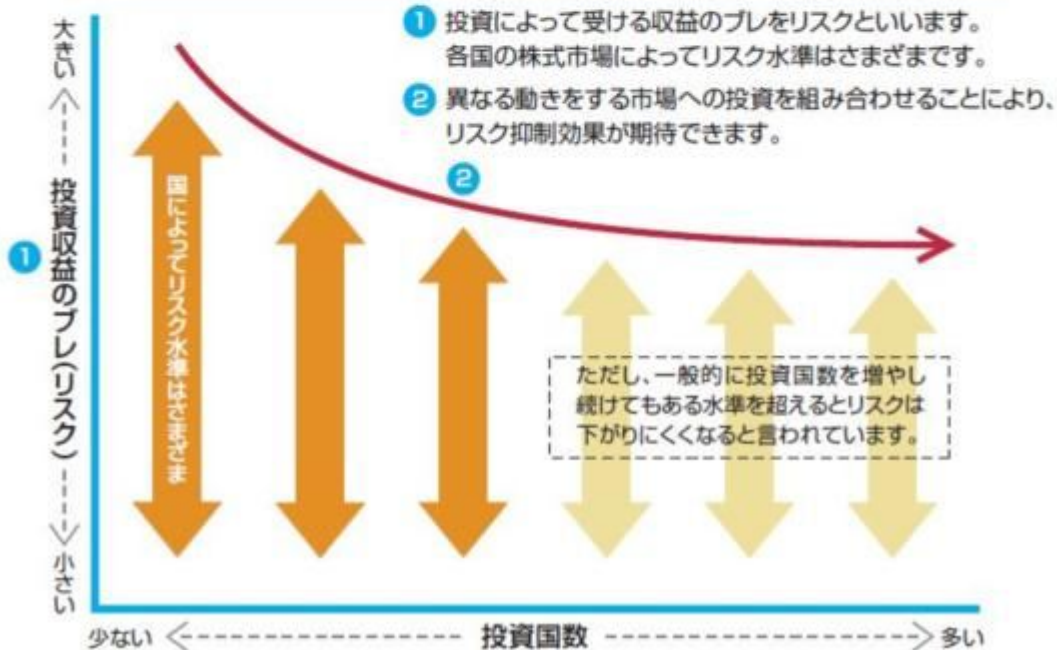 1 投資によって受ける収益のブレをリスクといいます。
各国の株式市場によってリスク水準はさまざまです。
2 異なる動きをする市場への投資を組み合わせることにより、
リスク抑制効果が期待できます。
大きい
1 投資収益のブレ(リスク)
小さい
2
国によってリスク水準はさまざま
ただし、一般的に投資国数を増やし
続けてもある水準を超えるとリスクは
下がりにくくなると言われています。
少ない 投資国数 多い